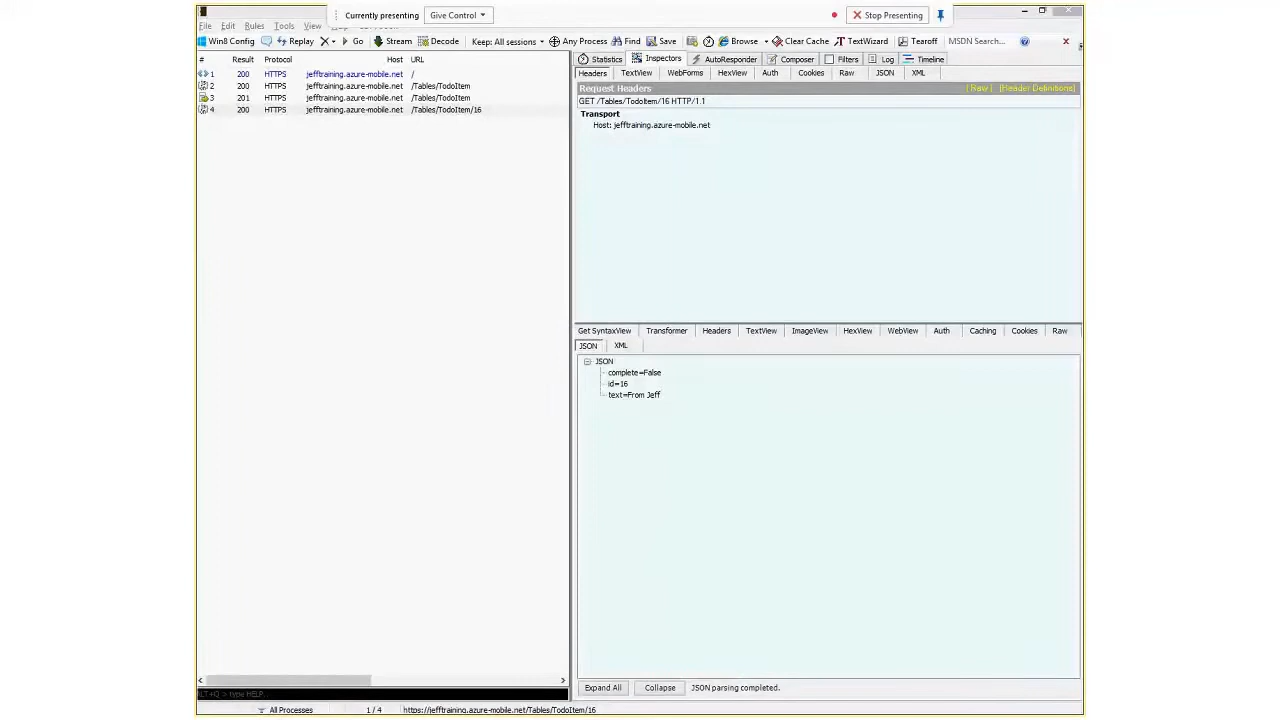 Currently presenting Give Control Stop Presenting
File Edit Rules Tools View
Win8 Config Replay Go Stream Decode Keep: All sessions Any Process Find Save Browse Clear Cache TextWizard Tearoff MSDN Search...
# Result Protocol Host URL
1 200 HTTPS jefftraining.azure-mobile.net /
2 200 HTTPS jefftraining.azure-mobile.net /Tables/TodoItem
3 201 HTTPS jefftraining.azure-mobile.net /Tables/TodoItem
4 200 HTTPS jefftraining.azure-mobile.net /Tables/TodoItem/16
Statistics Inspectors AutoResponder Composer Filters Log Timeline
Headers TextView WebForms HexView Auth Cookies Raw JSON XML
Request Headers [ Raw ] [Header Definitions]
GET /Tables/TodoItem/16 HTTP/1.1
Transport
Host: jefftraining.azure-mobile.net
Get SyntaxView Transformer Headers TextView ImageView HexView WebView Auth Caching Cookies Raw
JSON XML
JSON
complete=False
id=16
text=From Jeff
Expand All Collapse JSON parsing completed.
ALT+Q > type HELP...
All Processes 1 / 4 https://jefftraining.azure-mobile.net/Tables/TodoItem/16